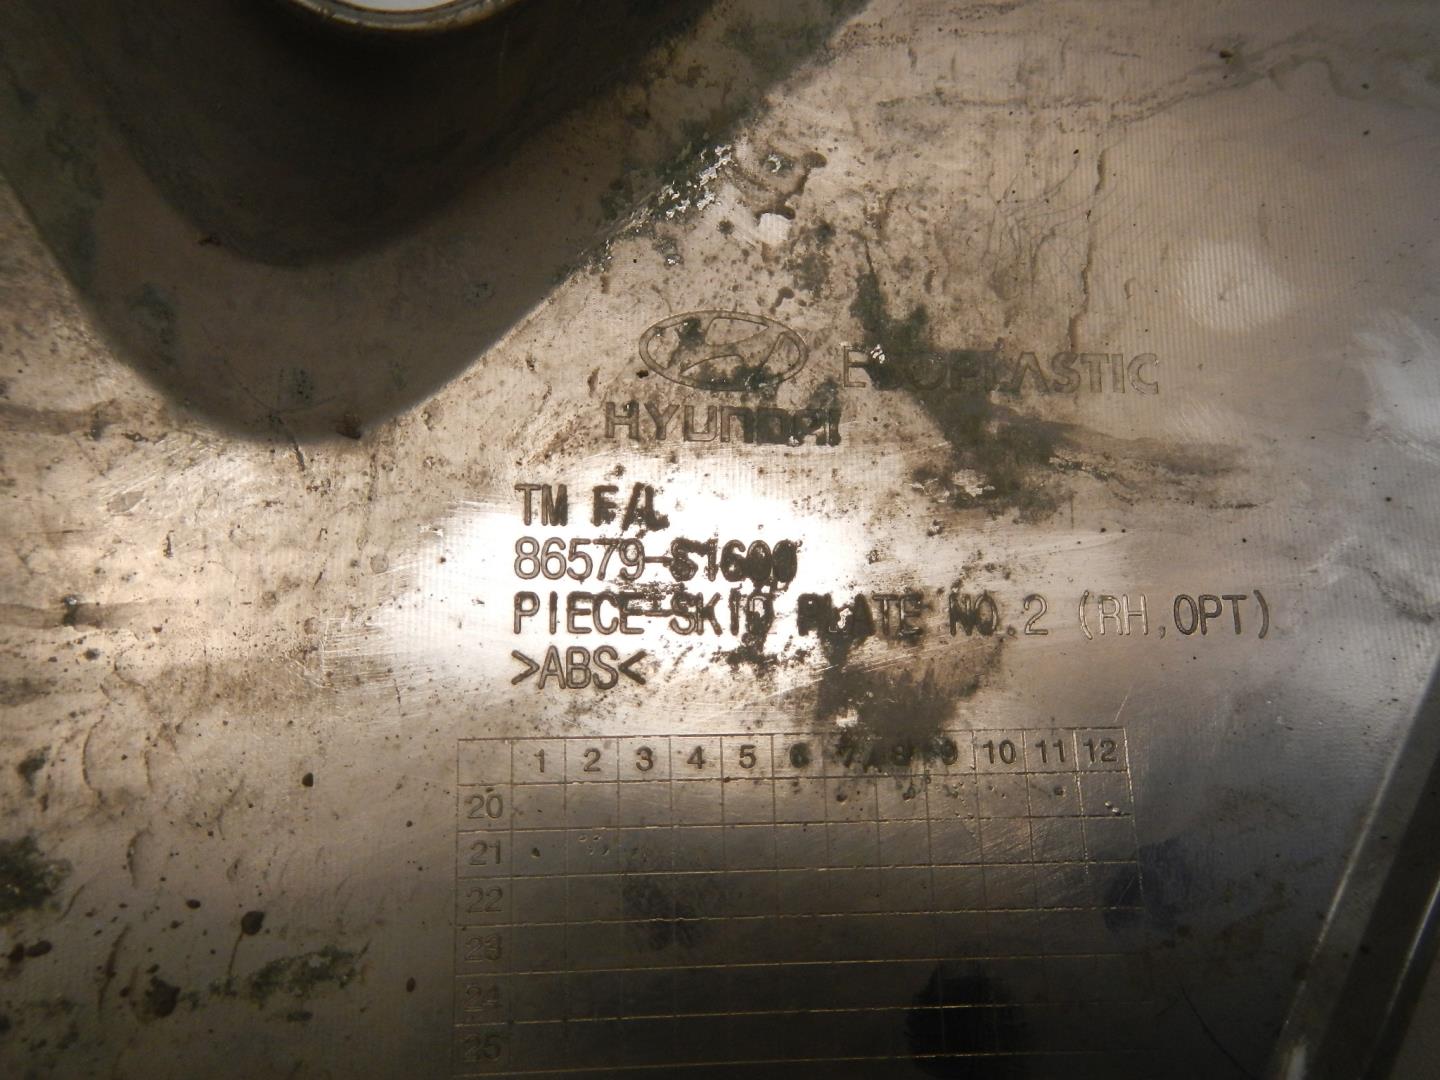 HYUNDAI ECOPLASTIC
TM F/L
86579-S1600
PIECE-SKID PLATE NO.2 (RH,OPT)
>ABS<
1 2 3 4 5 6 7 8 9 10 11 12
20
21
22
23
24
25